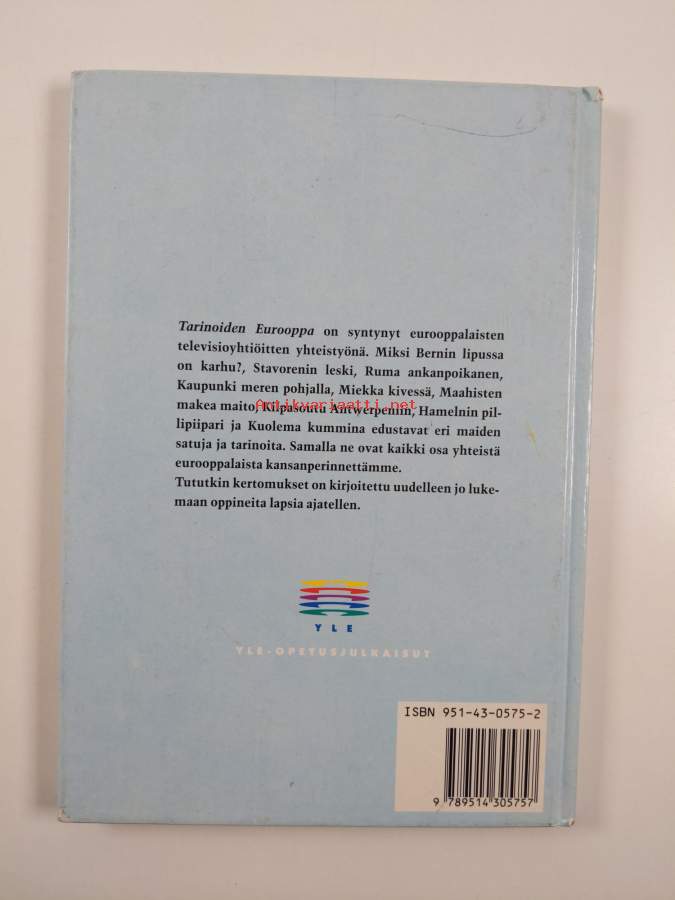 Tarinoiden Eurooppa on syntynyt eurooppalaisten
televisioyhtiöitten yhteistyönä. Miksi Bernin lipussa
on karhu?, Stavorenin leski, Ruma ankanpoikanen,
Kaupunki meren pohjalla, Miekka kivessä, Maahisten
makea maito, Kilpasoutu Antwerpeniin, Hamelnin pil-
lipiipari ja Kuolema kummina edustavat eri maiden
satuja ja tarinoita. Samalla ne ovat kaikki osa yhteistä
eurooppalaista kansanperinnettämme.
Tututkin kertomukset on kirjoitettu uudelleen jo luke-
maan oppineita lapsia ajatellen.
Antikvariaatti.net
YLE
YLE-OPETUSJULKAISUT
ISBN 951-43-0575-2
9 789514 305757